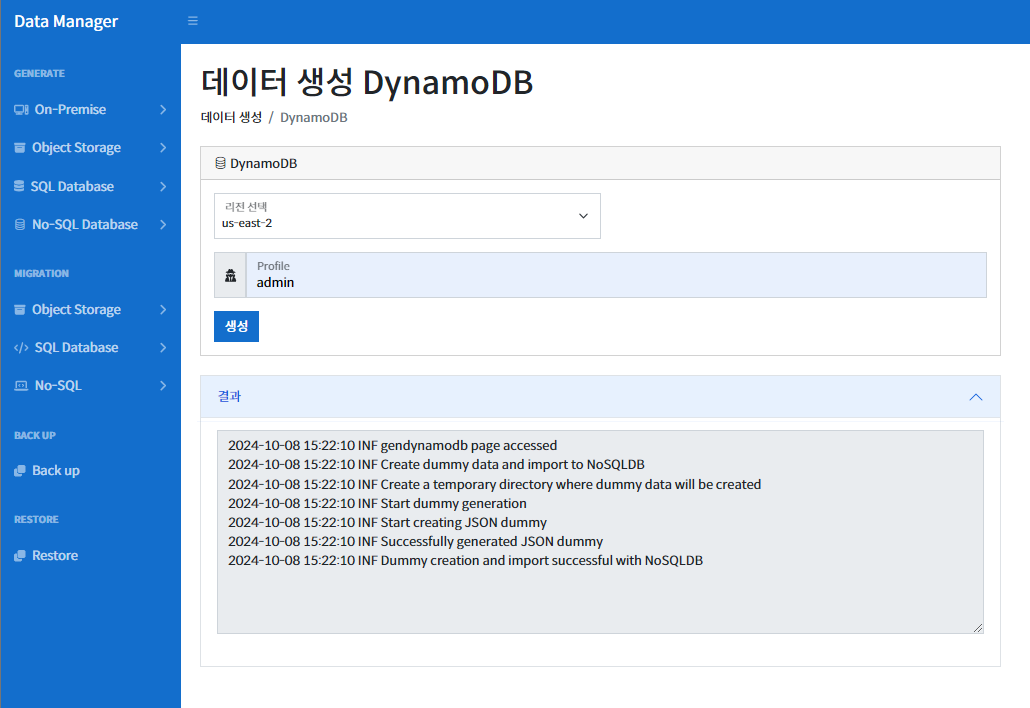 Data Manager
GENERATE
On-Premise
Object Storage
SQL Database
No-SQL Database
MIGRATION
Object Storage
SQL Database
No-SQL
BACK UP
Back up
RESTORE
Restore
데이터 생성 DynamoDB
데이터 생성 / DynamoDB
DynamoDB
리전 선택
us-east-2
Profile
admin
생성
결과
2024-10-08 15:22:10 INF gendynamodb page accessed
2024-10-08 15:22:10 INF Create dummy data and import to NoSQLDB
2024-10-08 15:22:10 INF Create a temporary directory where dummy data will be created
2024-10-08 15:22:10 INF Start dummy generation
2024-10-08 15:22:10 INF Start creating JSON dummy
2024-10-08 15:22:10 INF Successfully generated JSON dummy
2024-10-08 15:22:10 INF Dummy creation and import successful with NoSQLDB